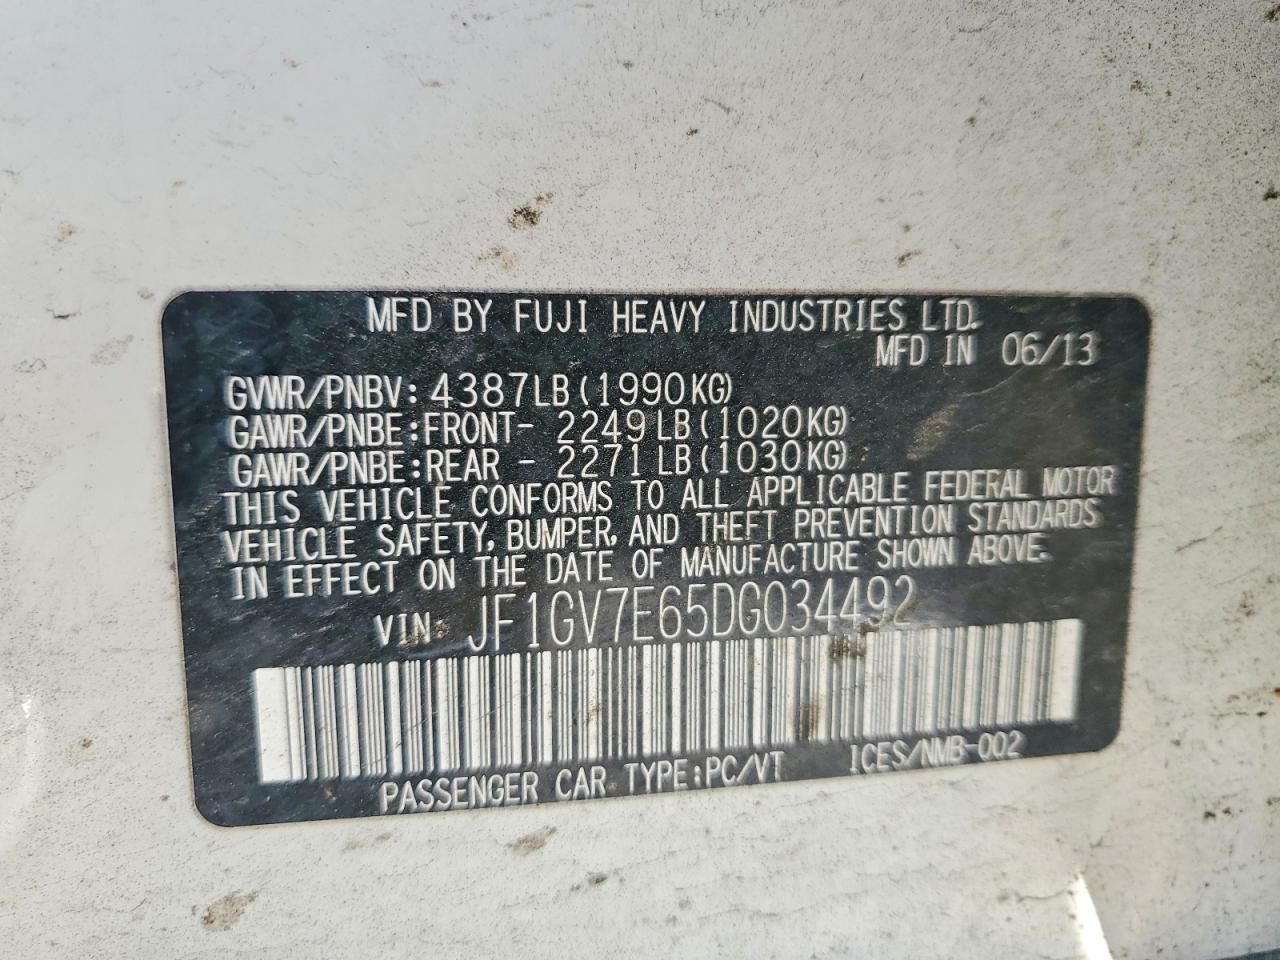 MFD BY FUJI HEAVY INDUSTRIES LTD.
MFD IN 06/13
GVWR/PNBV: 4387LB(1990KG)
GAWR/PNBE:FRONT- 2249LB(1020KG)
GAWR/PNBE:REAR - 2271LB(1030KG)
THIS VEHICLE CONFORMS TO ALL APPLICABLE FEDERAL MOTOR
VEHICLE SAFETY, BUMPER, AND THEFT PREVENTION STANDARDS
IN EFFECT ON THE DATE OF MANUFACTURE SHOWN ABOVE.
VIN: JF1GV7E65DG034492
PASSENGER CAR TYPE:PC/VT ICES/NMB-002